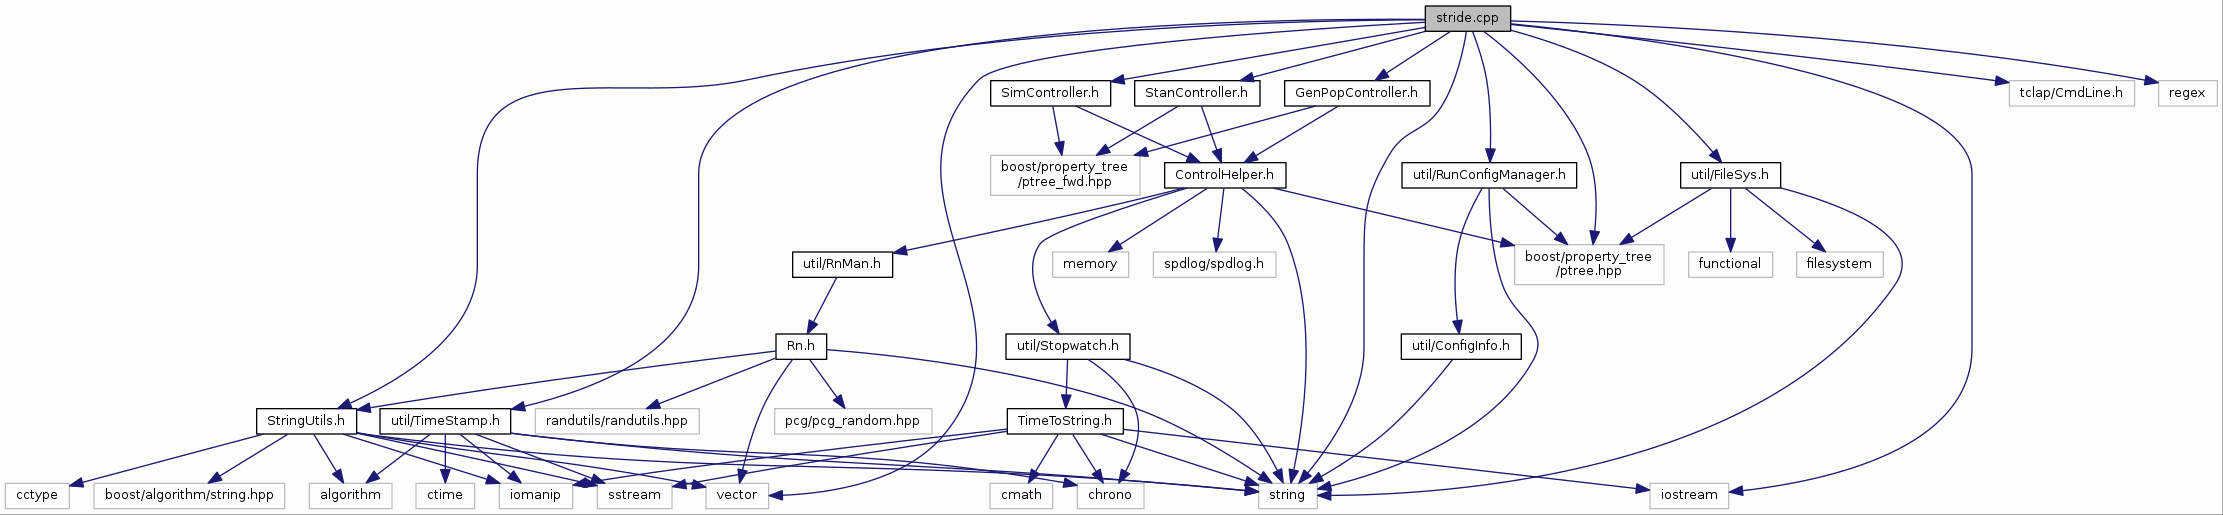 stride.cpp
SimController.h
StanController.h
GenPopController.h
tclap/CmdLine.h
regex
boost/property_tree
/ptree_fwd.hpp
ControlHelper.h
util/RunConfigManager.h
util/FileSys.h
util/RnMan.h
memory
spdlog/spdlog.h
boost/property_tree
/ptree.hpp
functional
filesystem
Rn.h
util/Stopwatch.h
util/ConfigInfo.h
StringUtils.h
util/TimeStamp.h
randutils/randutils.hpp
pcg/pcg_random.hpp
TimeToString.h
cctype
boost/algorithm/string.hpp
algorithm
ctime
iomanip
sstream
vector
cmath
chrono
string
iostream